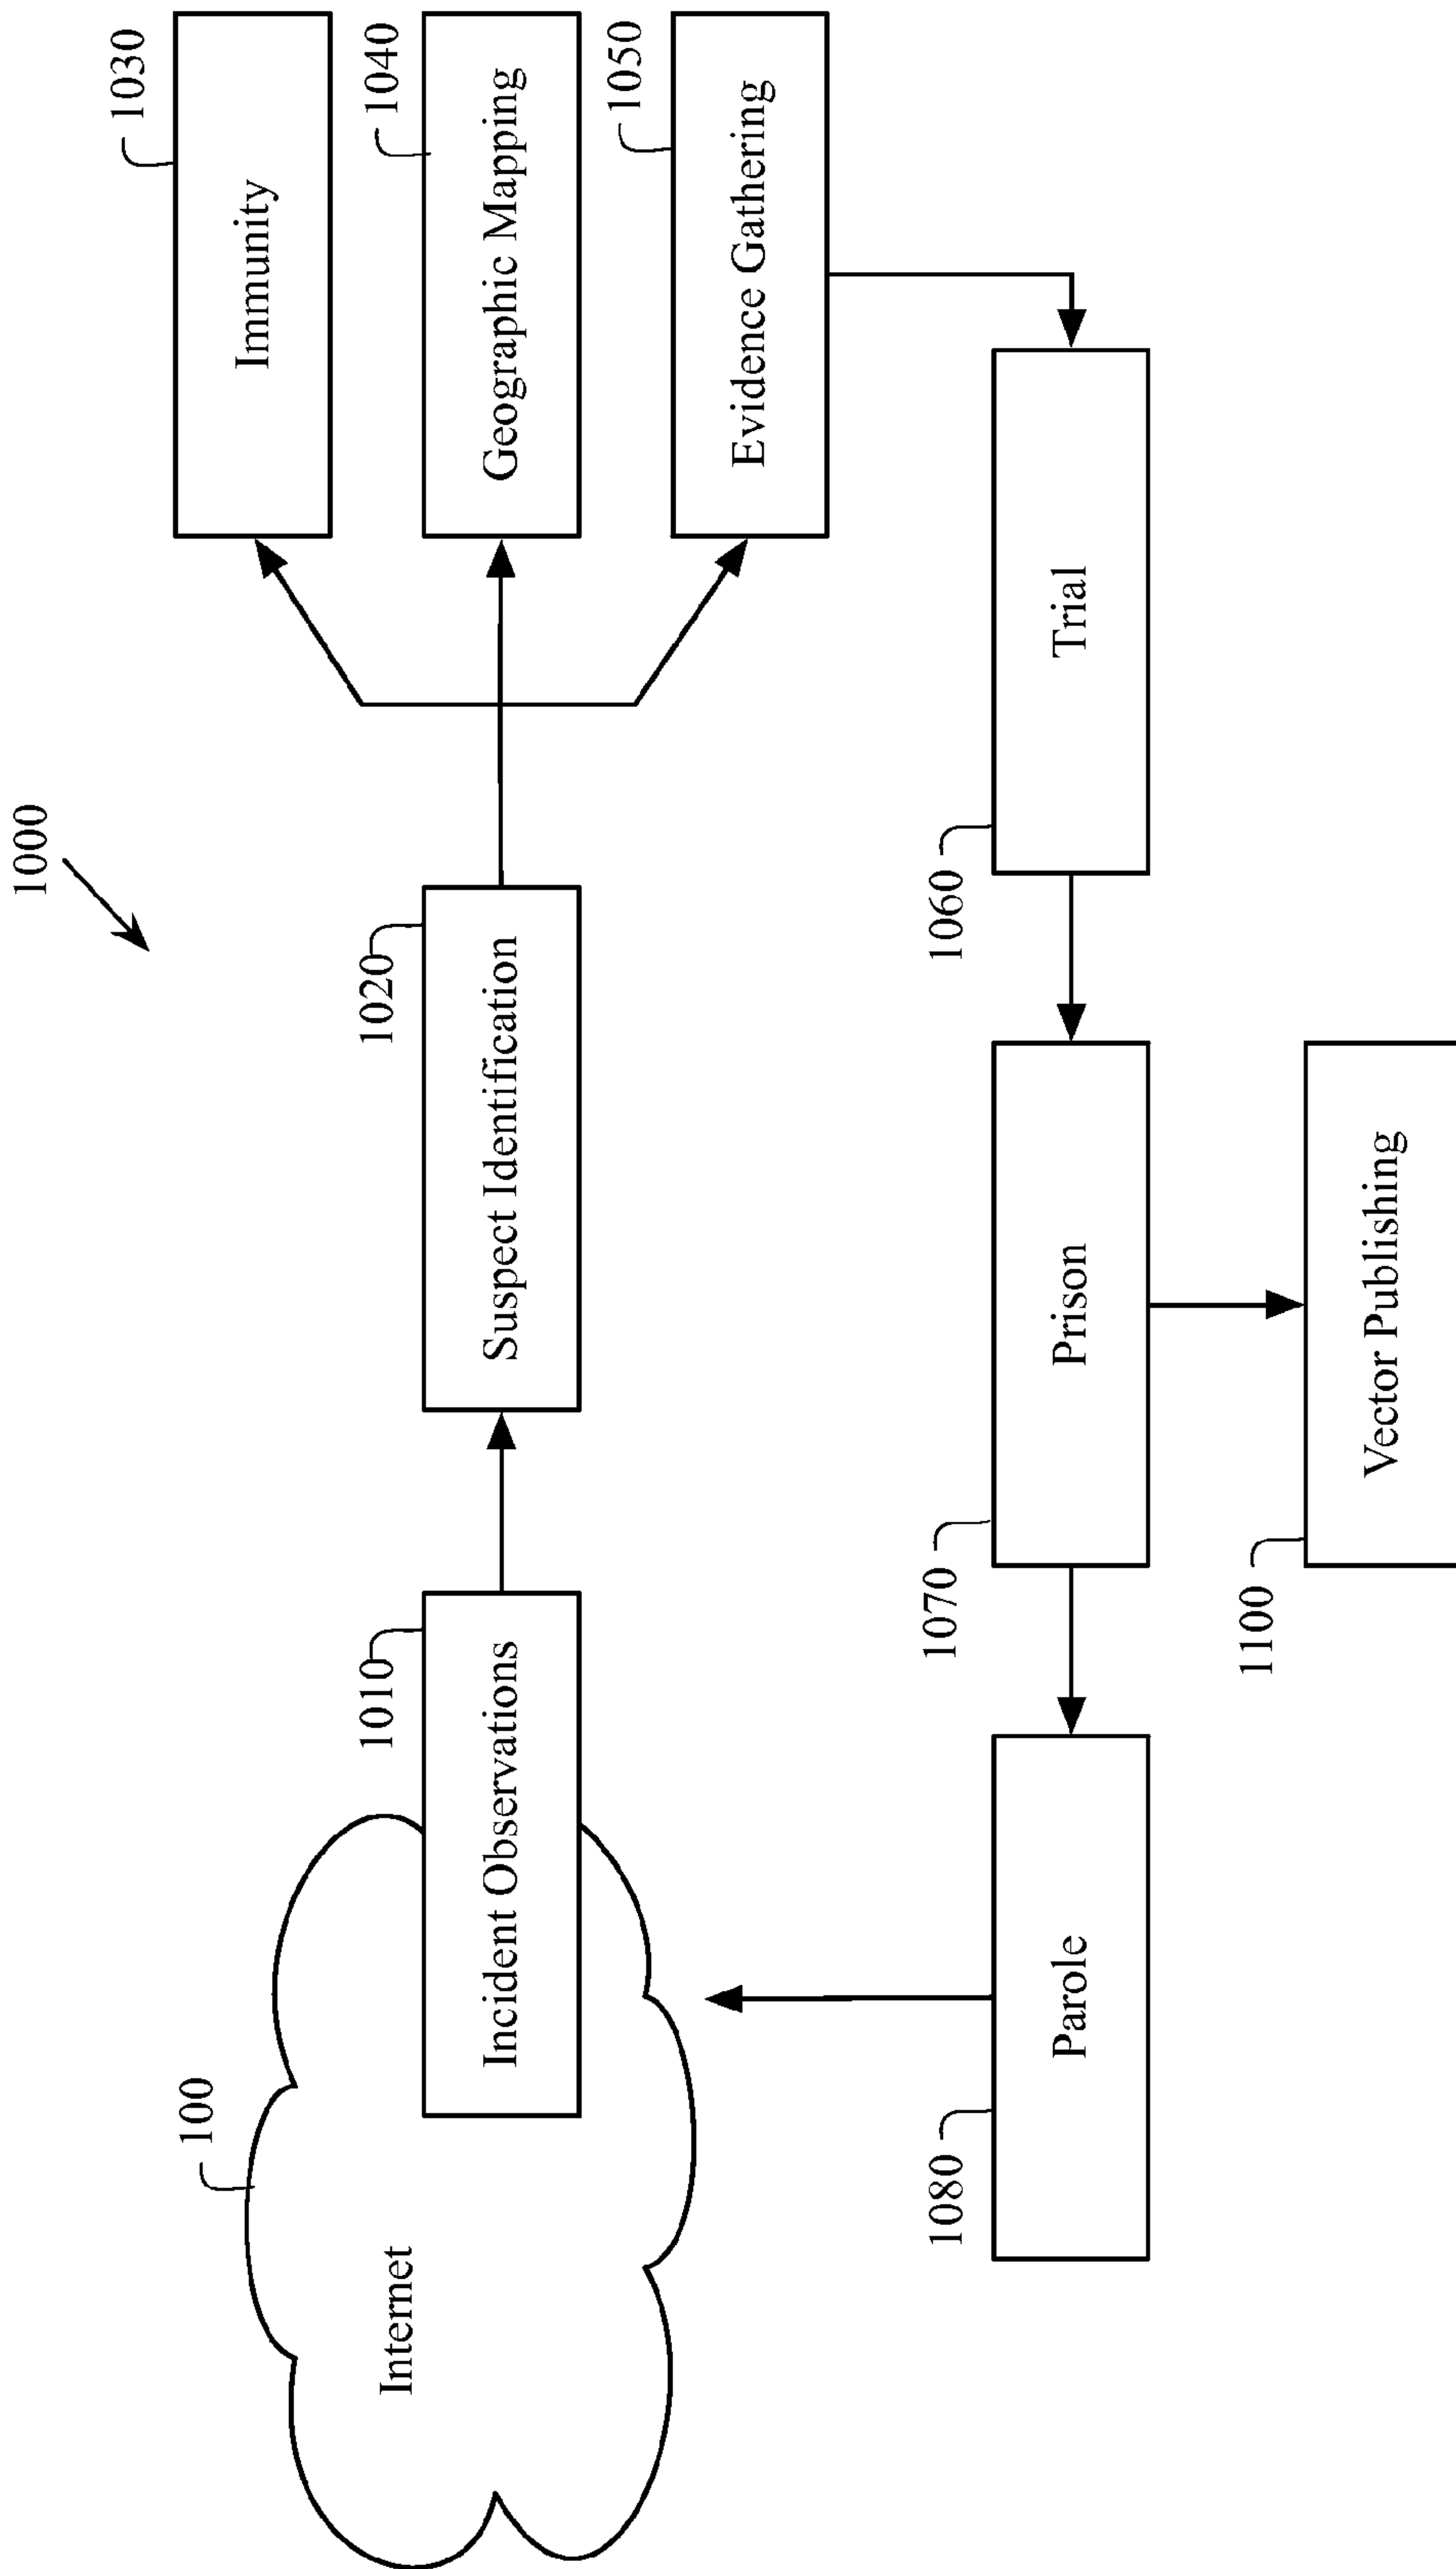 1000
100
Internet
1010
Incident Observations
1020
Suspect Identification
1030
Immunity
1040
Geographic Mapping
1050
Evidence Gathering
1080
Parole
1070
Prison
1060
Trial
1100
Vector Publishing